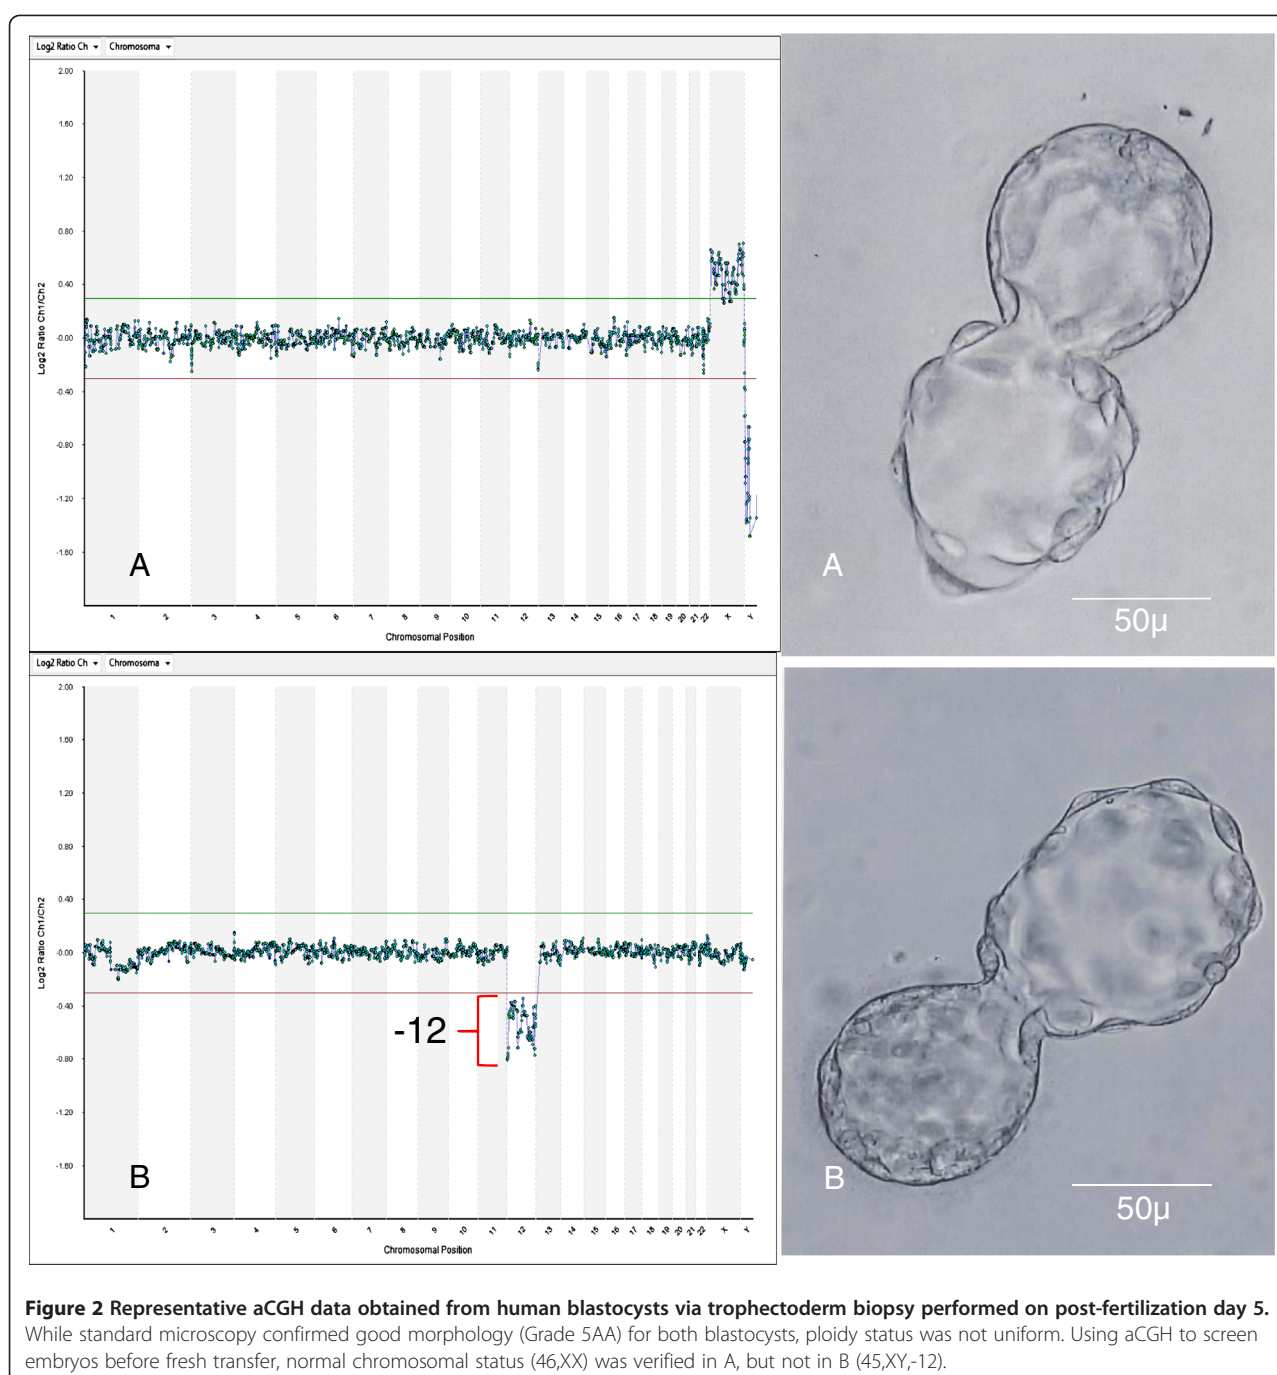 Log2 Ratio Ch Chromosoma
2.00
1.60
1.20
0.80
0.40
-0.00
-0.40
-0.80
-1.20
-1.60
Log2 Ratio Ch1/Ch2
A
1 2 3 4 5 6 7 8 9 10 11 12 13 14 15 16 17 18 19 20 21 22 X Y
Chromosomal Position
A
50µ
Log2 Ratio Ch Chromosoma
2.00
1.60
1.20
0.80
0.40
-0.00
-0.40
-0.80
-1.20
-1.60
Log2 Ratio Ch1/Ch2
-12
B
1 2 3 4 5 6 7 8 9 10 11 12 13 14 15 16 17 18 19 20 21 22 X Y
Chromosomal Position
B
50µ
Figure 2 Representative aCGH data obtained from human blastocysts via trophectoderm biopsy performed on post-fertilization day 5.
While standard microscopy confirmed good morphology (Grade 5AA) for both blastocysts, ploidy status was not uniform. Using aCGH to screen
embryos before fresh transfer, normal chromosomal status (46,XX) was verified in A, but not in B (45,XY,-12).